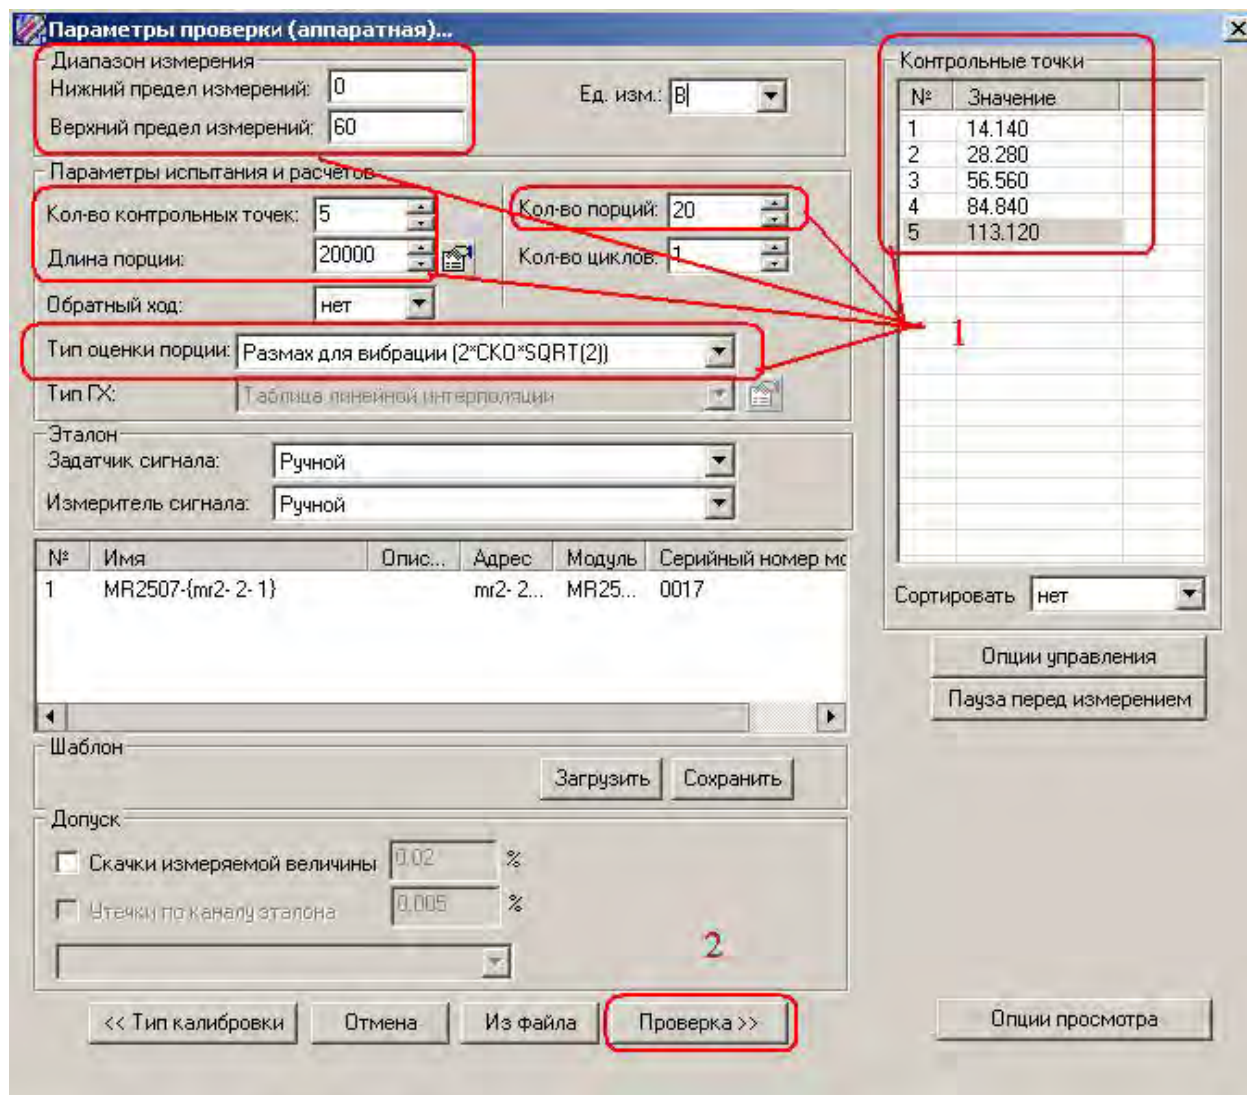 Параметры проверки (аппаратная)...
Диапазон измерения
Нижний предел измерений: 0
Ед. изм.: В
Верхний предел измерений: 60
Параметры испытания и расчетов
Кол-во контрольных точек: 5
Кол-во порций: 20
Длина порции: 20000
Кол-во циклов: 1
Обратный ход: нет
Тип оценки порции: Размах для вибрации (2*СКО*SQRT(2))
Тип ГХ: Таблица линейной интерполяции
Эталон
Задатчик сигнала: Ручной
Измеритель сигнала: Ручной
№ Имя Опис... Адрес Модуль Серийный номер мо
1 MR2507-{mr2- 2- 1} mr2- 2... MR25... 0017
Шаблон
Загрузить Сохранить
Допуск
Скачки измеряемой величины 0.02 %
Утечки по каналу эталона 0.005 %
<< Тип калибровки Отмена Из файла Проверка >>
2
Контрольные точки
№ Значение
1 14.140
2 28.280
3 56.560
4 84.840
5 113.120
1
Сортировать нет
Опции управления
Пауза перед измерением
Опции просмотра